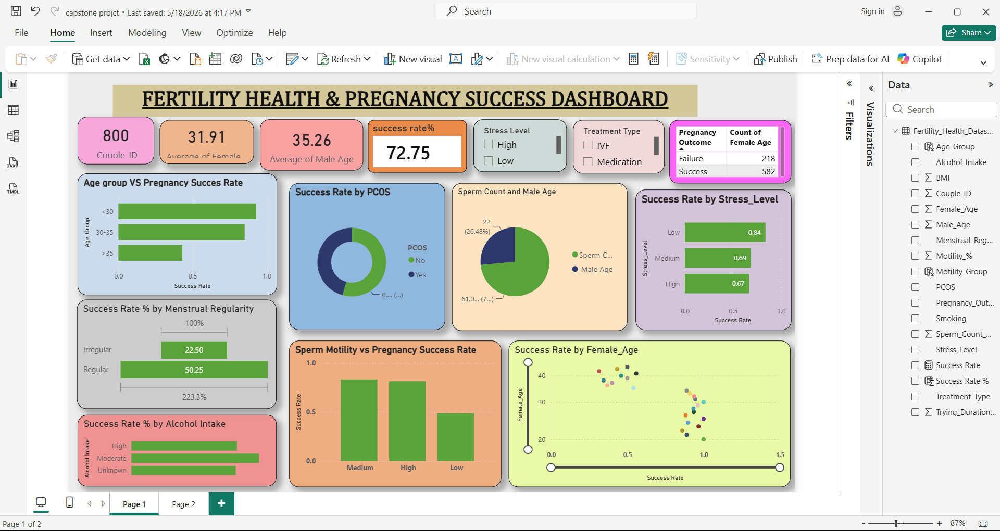 capstone projct • Last saved: 5/18/2026 at 4:17 PM
Search
Sign in
File
Home
Insert
Modeling
View
Optimize
Help
Share
Get data
Refresh
New visual
New visual calculation
Sensitivity
Publish
Prep data for AI
Copilot
DAX
TMDL
FERTILITY HEALTH & PREGNANCY SUCCESS DASHBOARD
800
Couple_ID
31.91
Average of Female
35.26
Average of Male Age
success rate%
72.75
Stress Level
High
Low
Treatment Type
IVF
Medication
Pregnancy Outcome
Count of Female Age
Failure 218
Success 582
Age group VS Pregnancy Succes Rate
Age_Group
<30
30-35
>35
0.0 0.5 1.0
Success Rate
Success Rate by PCOS
PCOS
No
Yes
0.... (...)
Sperm Count and Male Age
22
(26.48%)
61.0... (7...)
Sperm C...
Male Age
Success Rate by Stress_Level
Stress_Level
Low 0.84
Medium 0.69
High 0.67
0.0 0.5 1.0
Success Rate
Success Rate % by Menstrual Regularity
100%
Irregular 22.50
Regular 50.25
223.3%
Success Rate % by Alcohol Intake
Alcohol Intake
High
Moderate
Unknown
Sperm Motility vs Pregnancy Success Rate
Success Rate
1.0
0.5
0.0
Medium High Low
Success Rate by Female_Age
Female_Age
40
30
20
0.0 0.5 1.0 1.5
Success Rate
Filters
Visualizations
Data
Search
Fertility_Health_Datas...
Age_Group
Alcohol_Intake
BMI
Couple_ID
Female_Age
Male_Age
Menstrual_Reg...
Motility_%
Motility_Group
PCOS
Pregnancy_Out...
Smoking
Sperm_Count_...
Stress_Level
Success Rate
Success Rate %
Treatment_Type
Trying_Duration...
Page 1
Page 2
+
Page 1 of 2
- + 87%